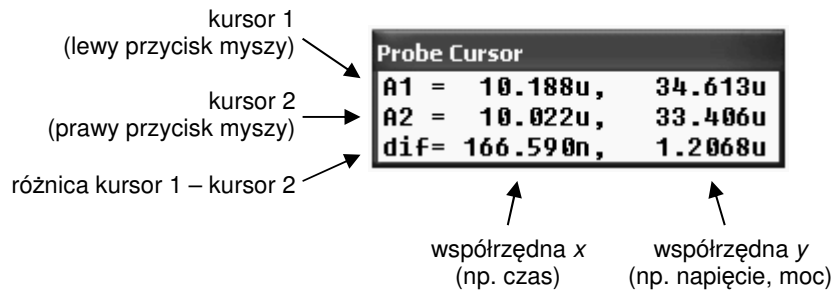 kursor 1
(lewy przycisk myszy)
kursor 2
(prawy przycisk myszy)
różnica kursor 1 – kursor 2
Probe Cursor
A1 = 10.188u, 34.613u
A2 = 10.022u, 33.406u
dif= 166.590n, 1.2068u
współrzędna x
(np. czas)
współrzędna y
(np. napięcie, moc)